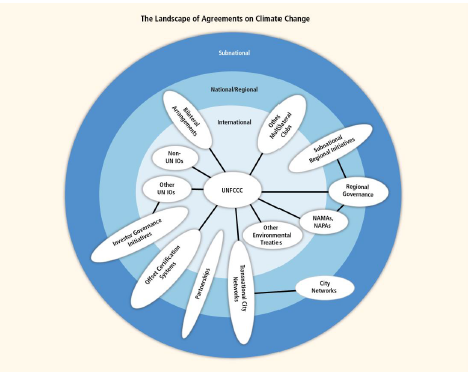 The Landscape of Agreements on Climate Change
Subnational
National/Regional
International
Bilateral
Arrangements
Other
Multilateral
Clubs
Subnational
Regional Initiatives
Non-
UN IOs
Other
UN IOs
UNFCCC
Regional
Governance
NAMAs,
NAPAs
Other
Environmental
Treaties
Investor Governance
Initiatives
Offset Certification
Systems
Partnerships
Transnational City
Networks
City
Networks